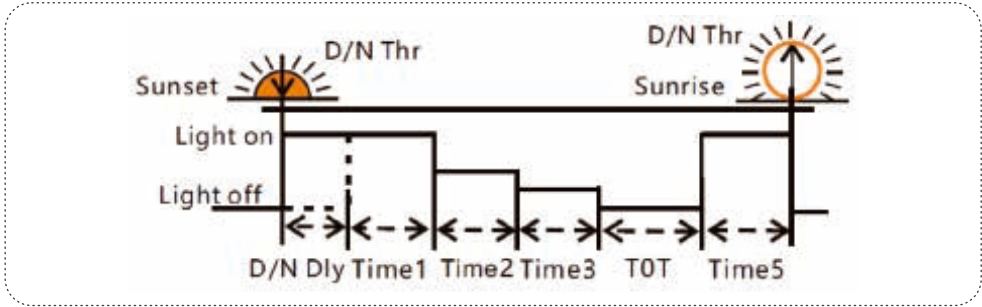 D/N Thr
D/N Thr
Sunset
Sunrise
Light on
Light off
D/N Dly Time1 Time2 Time3 TOT Time5